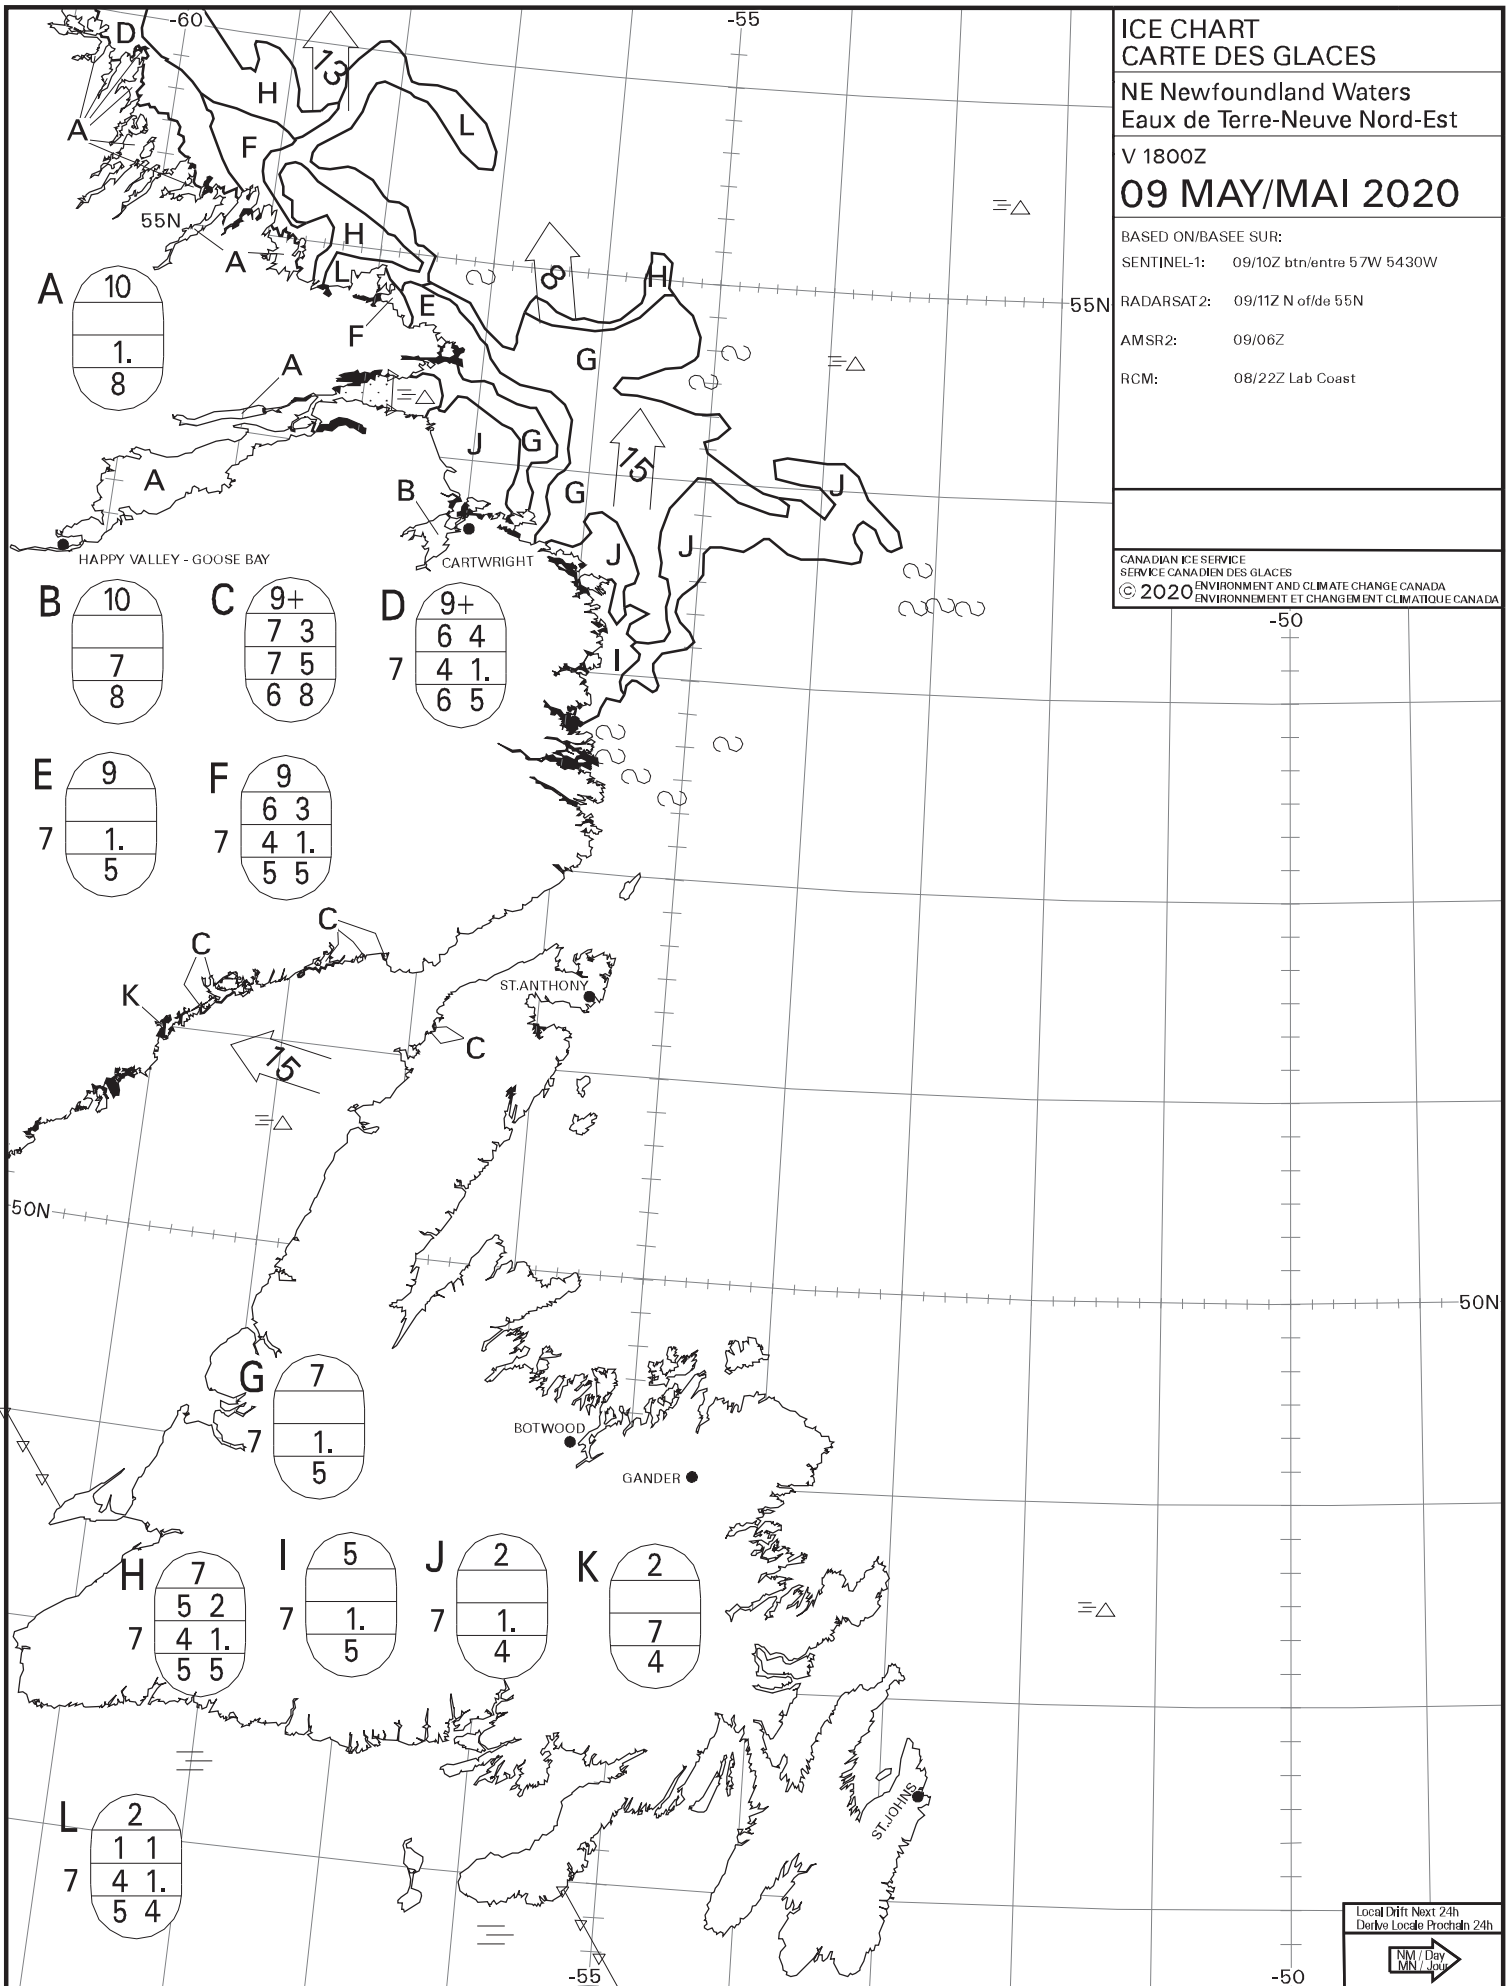 ICE CHART
CARTE DES GLACES
NE Newfoundland Waters
Eaux de Terre-Neuve Nord-Est
V 1800Z
09 MAY/MAI 2020
BASED ON/BASEE SUR:
SENTINEL-1: 09/10Z btn/entre 57W 5430W
RADARSAT2: 09/11Z N of/de 55N
AMSR2: 09/06Z
RCM: 08/22Z Lab Coast
CANADIAN ICE SERVICE
SERVICE CANADIEN DES GLACES
© 2020 ENVIRONMENT AND CLIMATE CHANGE CANADA
ENVIRONNEMENT ET CHANGEMENT CLIMATIQUE CANADA
-60
-55
D
13
H
L
A
F
55N
H
A
L
8
H
55N
E
F
G
A
J
G
15
A
B
G
J
J
J
HAPPY VALLEY - GOOSE BAY
CARTWRIGHT
I
-50
A
10
1.
8
B
10
7
8
C
9+
7 3
7 5
6 8
D
9+
6 4
7 4 1.
6 5
E
9
7 1.
5
F
9
6 3
7 4 1.
5 5
C
C
K
ST.ANTHONY
C
15
50N
50N
G
7
7 1.
5
BOTWOOD
GANDER
H
7
5 2
7 4 1.
5 5
I
5
7 1.
5
J
2
7 1.
4
K
2
7
4
ST.JOHNS
L
2
1 1
7 4 1.
5 4
-55
-50
Local Drift Next 24h
Derive Locale Prochain 24h
NM / Day
MN / Jour